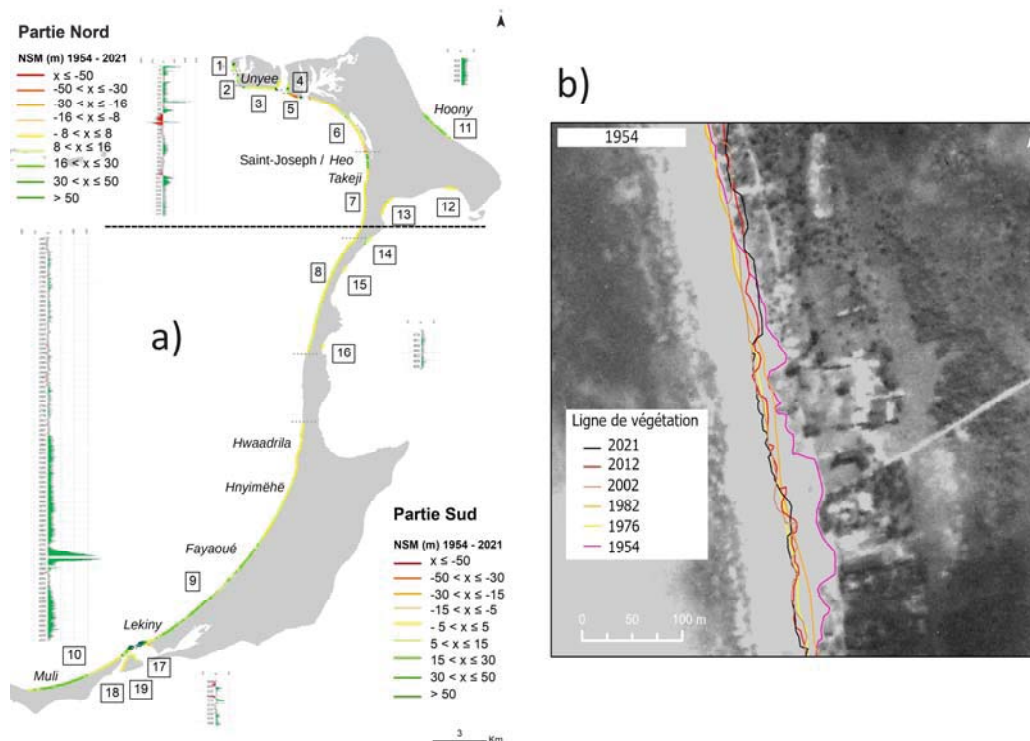 Partie Nord
NSM (m) 1954 - 2021
x ≤ -50
-50 < x ≤ -30
-30 < x ≤ -16
-16 < x ≤ -8
- 8 < x ≤ 8
8 < x ≤ 16
16 < x ≤ 30
30 < x ≤ 50
> 50
1
2
Unyee
3
4
5
6
Hoony
11
Saint-Joseph / Heo
Takeji
7
12
13
14
8
15
a)
16
Hwaadrila
Hnyimëhë
Fayaoué
9
Lekiny
10
Muli
17
18
19
Partie Sud
NSM (m) 1954 - 2021
x ≤ -50
-50 < x ≤ -30
-30 < x ≤ -15
-15 < x ≤ -5
- 5 < x ≤ 5
5 < x ≤ 15
15 < x ≤ 30
30 < x ≤ 50
> 50
3
Km
b)
1954
Ligne de végétation
2021
2012
2002
1982
1976
1954
0 50 100 m